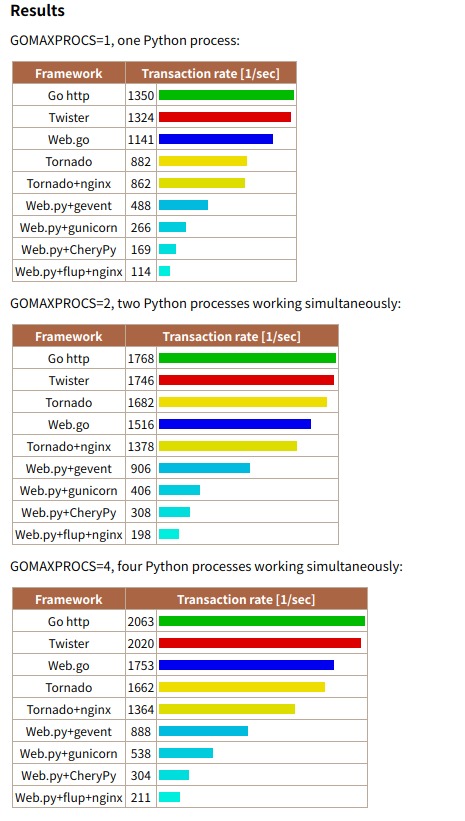 Results
GOMAXPROCS=1, one Python process:
Framework Transaction rate [1/sec]
Go http 1350
Twister 1324
Web.go 1141
Tornado 882
Tornado+nginx 862
Web.py+gevent 488
Web.py+gunicorn 266
Web.py+CheryPy 169
Web.py+flup+nginx 114
GOMAXPROCS=2, two Python processes working simultaneously:
Framework Transaction rate [1/sec]
Go http 1768
Twister 1746
Tornado 1682
Web.go 1516
Tornado+nginx 1378
Web.py+gevent 906
Web.py+gunicorn 406
Web.py+CheryPy 308
Web.py+flup+nginx 198
GOMAXPROCS=4, four Python processes working simultaneously:
Framework Transaction rate [1/sec]
Go http 2063
Twister 2020
Web.go 1753
Tornado 1662
Tornado+nginx 1364
Web.py+gevent 888
Web.py+gunicorn 538
Web.py+CheryPy 304
Web.py+flup+nginx 211